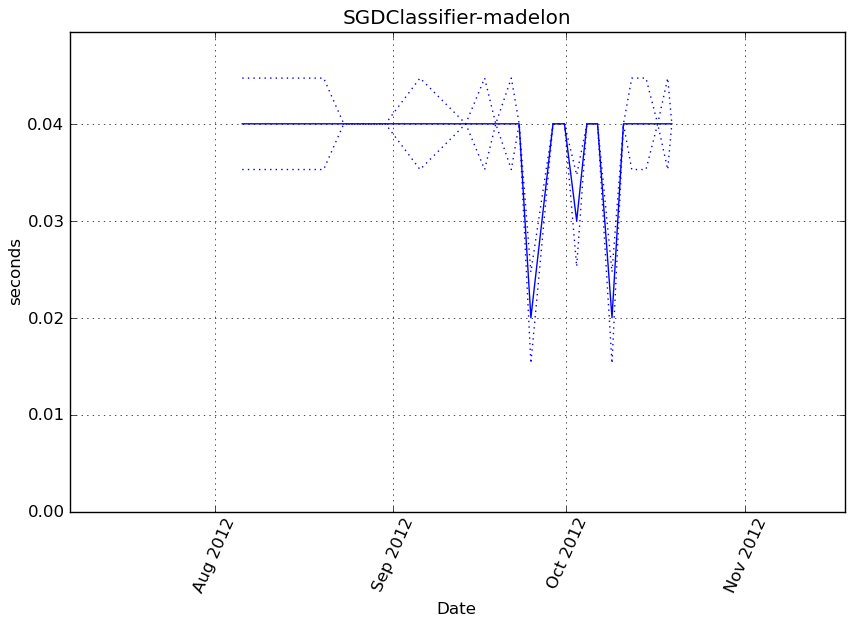 SGDClassifier-madelon
0.04
0.03
0.02
0.01
0.00
seconds
Aug 2012
Sep 2012
Oct 2012
Nov 2012
Date